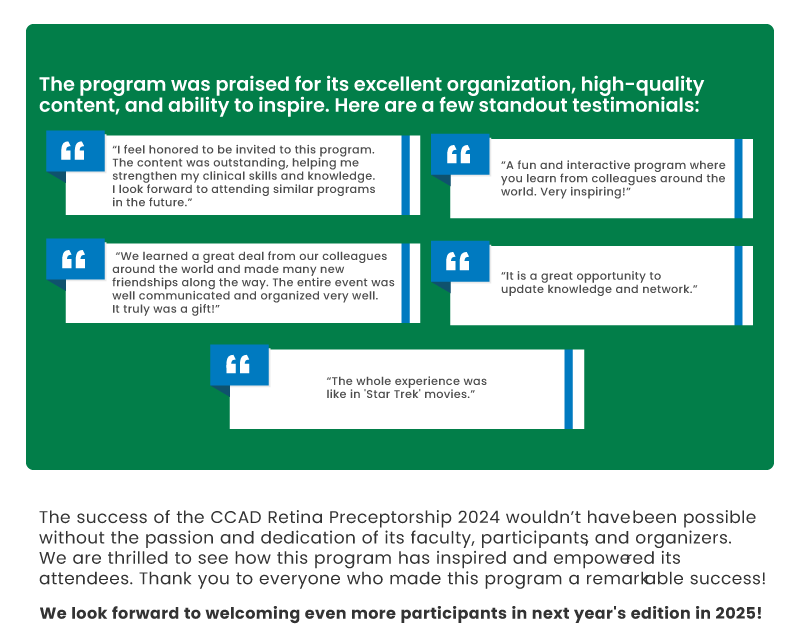 The program was praised for its excellent organization, high-quality
content, and ability to inspire. Here are a few standout testimonials:
“I feel honored to be invited to this program.
The content was outstanding, helping me
strengthen my clinical skills and knowledge.
I look forward to attending similar programs
in the future.”
“A fun and interactive program where
you learn from colleagues around the
world. Very inspiring!”
“We learned a great deal from our colleagues
around the world and made many new
friendships along the way. The entire event was
well communicated and organized very well.
It truly was a gift!”
“It is a great opportunity to
update knowledge and network.”
“The whole experience was
like in 'Star Trek' movies.”
The success of the CCAD Retina Preceptorship 2024 wouldn’t have been possible
without the passion and dedication of its faculty, participants, and organizers.
We are thrilled to see how this program has inspired and empowered its
attendees. Thank you to everyone who made this program a remarkable success!
We look forward to welcoming even more participants in next year's edition in 2025!